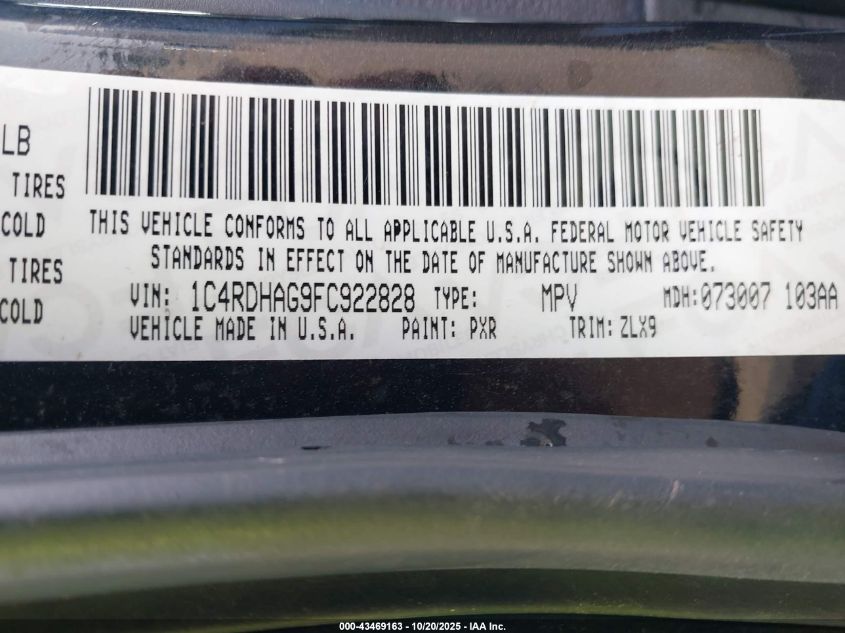 LB
TIRES
COLD
TIRES
COLD
THIS VEHICLE CONFORMS TO ALL APPLICABLE U.S.A. FEDERAL MOTOR VEHICLE SAFETY
STANDARDS IN EFFECT ON THE DATE OF MANUFACTURE SHOWN ABOVE.
VIN: 1C4RDHAG9FC922828 TYPE: MPV MDH:073007 103AA
VEHICLE MADE IN U.S.A. PAINT: PXR TRIM: ZLX9
000-43469163 - 10/20/2025 - IAA Inc.